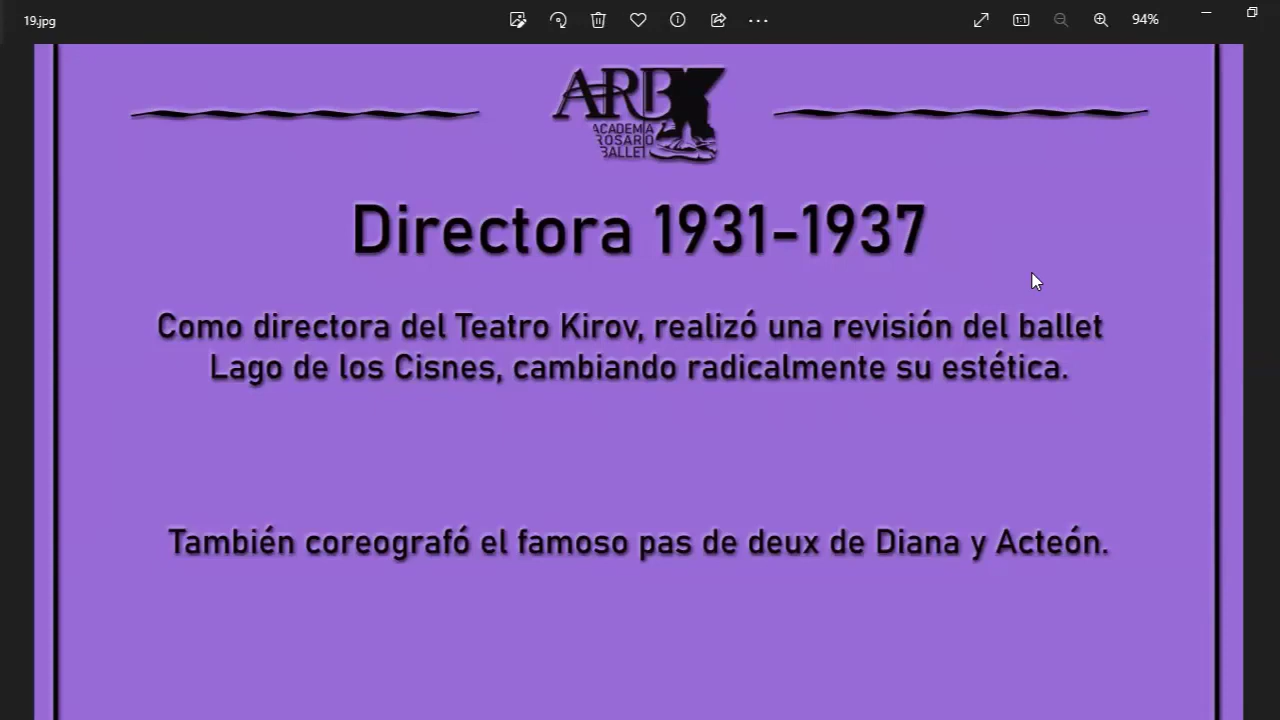 19.jpg
94%
ARB
ACADEMIA
ROSARIO
BALLET
Directora 1931-1937
Como directora del Teatro Kirov, realizó una revisión del ballet
Lago de los Cisnes, cambiando radicalmente su estética.
También coreografó el famoso pas de deux de Diana y Acteón.